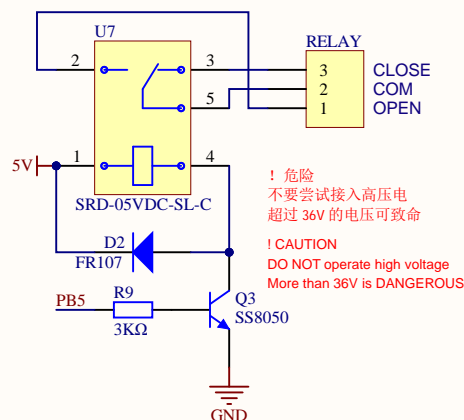 U7
RELAY
2
3
3
CLOSE
2
COM
5
1
OPEN
5V
1
4
SRD-05VDC-SL-C
！危险
不要尝试接入高压电
超过 36V 的电压可致命
D2
FR107
! CAUTION
DO NOT operate high voltage
More than 36V is DANGEROUS
PB5
R9
3KΩ
Q3
SS8050
GND